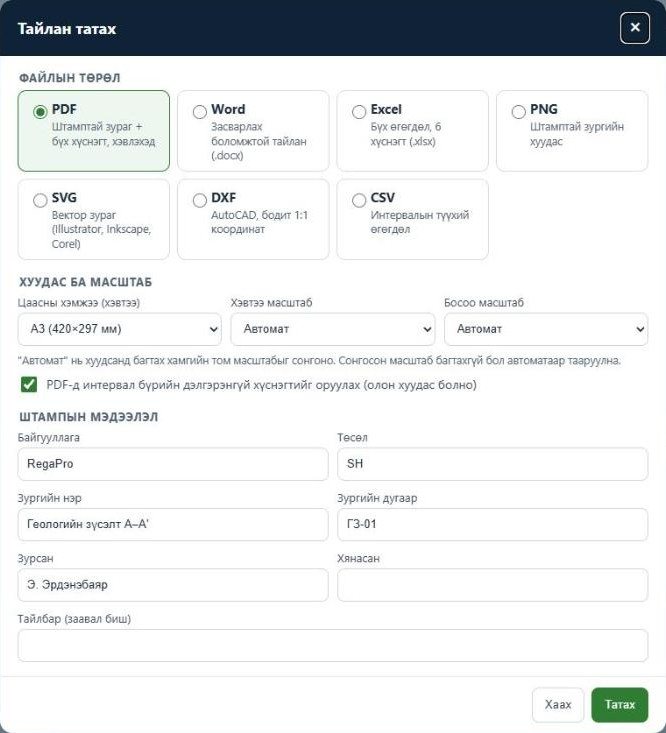 Тайлан татах
ФАЙЛЫН ТӨРӨЛ
PDF
Штамптай зураг +
бүх хүснэгт, хэвлэхэд
Word
Засварлах
боломжтой тайлан
(.docx)
Excel
Бүх өгөгдөл, 6
хүснэгт (.xlsx)
PNG
Штамптай зургийн
хуудас
SVG
Вектор зураг
(Illustrator, Inkscape,
Corel)
DXF
AutoCAD, бодит 1:1
координат
CSV
Интервалын түүхий
өгөгдөл
ХУУДАС БА МАСШТАБ
Цаасны хэмжээ (хэвтээ)
Хэвтээ масштаб
Босоо масштаб
A3 (420×297 мм)
Автомат
Автомат
"Автомат" нь хуудсанд багтах хамгийн том масштабыг сонгоно. Сонгосон масштаб багтахгүй бол автоматаар тааруулна.
PDF-д интервал бүрийн дэлгэрэнгүй хүснэгтийг оруулах (олон хуудас болно)
ШТАМПЫН МЭДЭЭЛЭЛ
Байгууллага
Төсөл
RegaPro
SH
Зургийн нэр
Зургийн дугаар
Геологийн зүсэлт А–А'
ГЗ-01
Зурсан
Хянасан
Э. Эрдэнэбаяр
Тайлбар (заавал биш)
Хаах
Татах